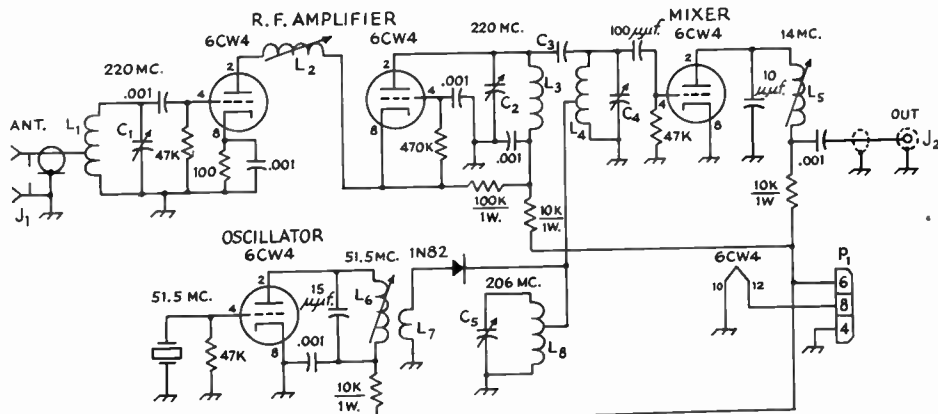 R.F. AMPLIFIER
MIXER
6CW4
6CW4
6CW4
220 MC.
220 MC.
14 MC.
2
L2
2
C3
100 μμf.
2
.001
4
4
.001
C2
L3
4
10 μμf.
L5
ANT.
L1
C1
8
8
L4
C4
8
OUT
47K
100
.001
470K
.001
47K
.001
J2
J1
100K
1W.
10K
1W.
10K
1W
OSCILLATOR
6CW4
51.5 MC.
1N82
6CW4
P1
51.5 MC.
2
15 μμf.
L6
206 MC.
10
12
6
4
L7
C5
8
8
L8
4
47K
.001
10K
1W.